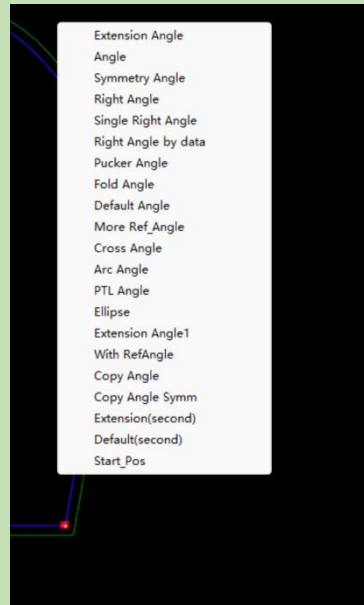 Extension Angle
Angle
Symmetry Angle
Right Angle
Single Right Angle
Right Angle by data
Pucker Angle
Fold Angle
Default Angle
More Ref_Angle
Cross Angle
Arc Angle
PTL Angle
Ellipse
Extension Angle1
With RefAngle
Copy Angle
Copy Angle Symm
Extension(second)
Default(second)
Start_Pos